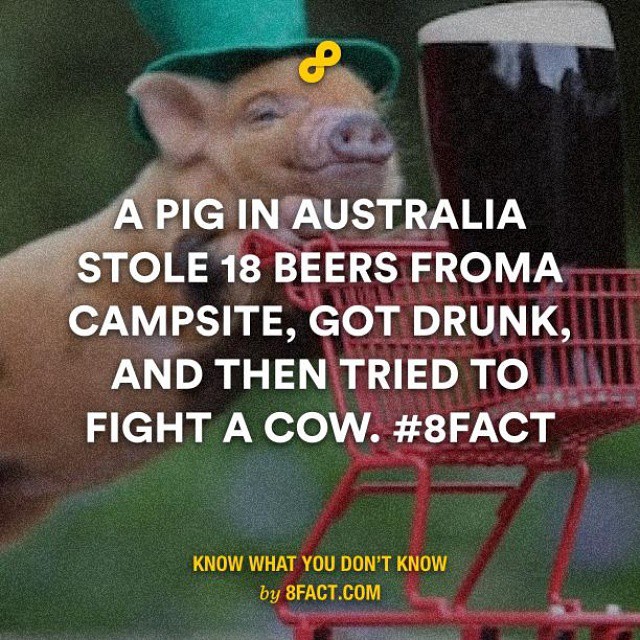 A PIG IN AUSTRALIA
STOLE 18 BEERS FROMA
CAMPSITE, GOT DRUNK,
AND THEN TRIED TO
FIGHT A COW. #8FACT
KNOW WHAT YOU DON'T KNOW
by 8FACT.COM